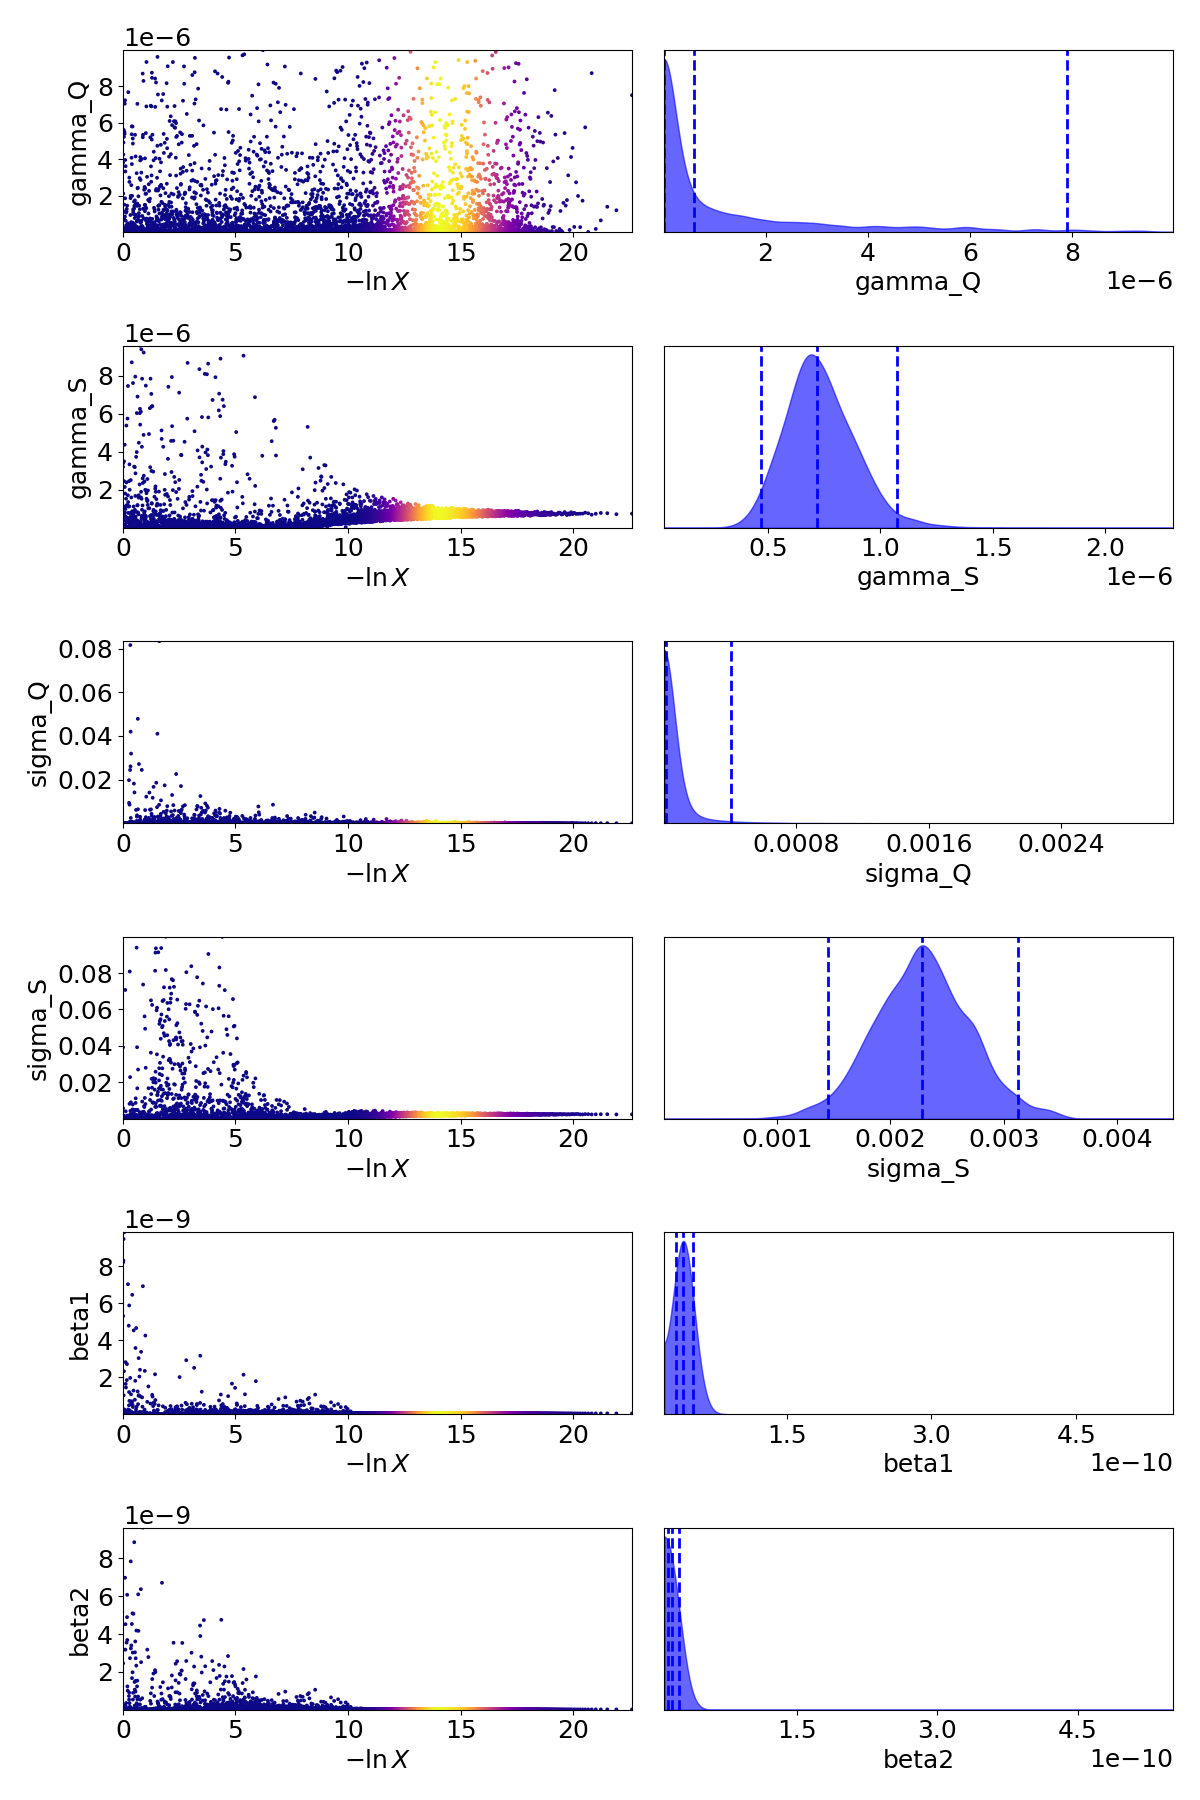 1e−6
gamma_Q
8
6
4
2
0 5 10 15 20
−ln X
2 4 6 8
gamma_Q 1e−6
1e−6
gamma_S
8
6
4
2
0 5 10 15 20
−ln X
0.5 1.0 1.5 2.0
gamma_S 1e−6
sigma_Q
0.08
0.06
0.04
0.02
0 5 10 15 20
−ln X
0.0008 0.0016 0.0024
sigma_Q
sigma_S
0.08
0.06
0.04
0.02
0 5 10 15 20
−ln X
0.001 0.002 0.003 0.004
sigma_S
1e−9
beta1
8
6
4
2
0 5 10 15 20
−ln X
1.5 3.0 4.5
beta1 1e−10
1e−9
beta2
8
6
4
2
0 5 10 15 20
−ln X
1.5 3.0 4.5
beta2 1e−10